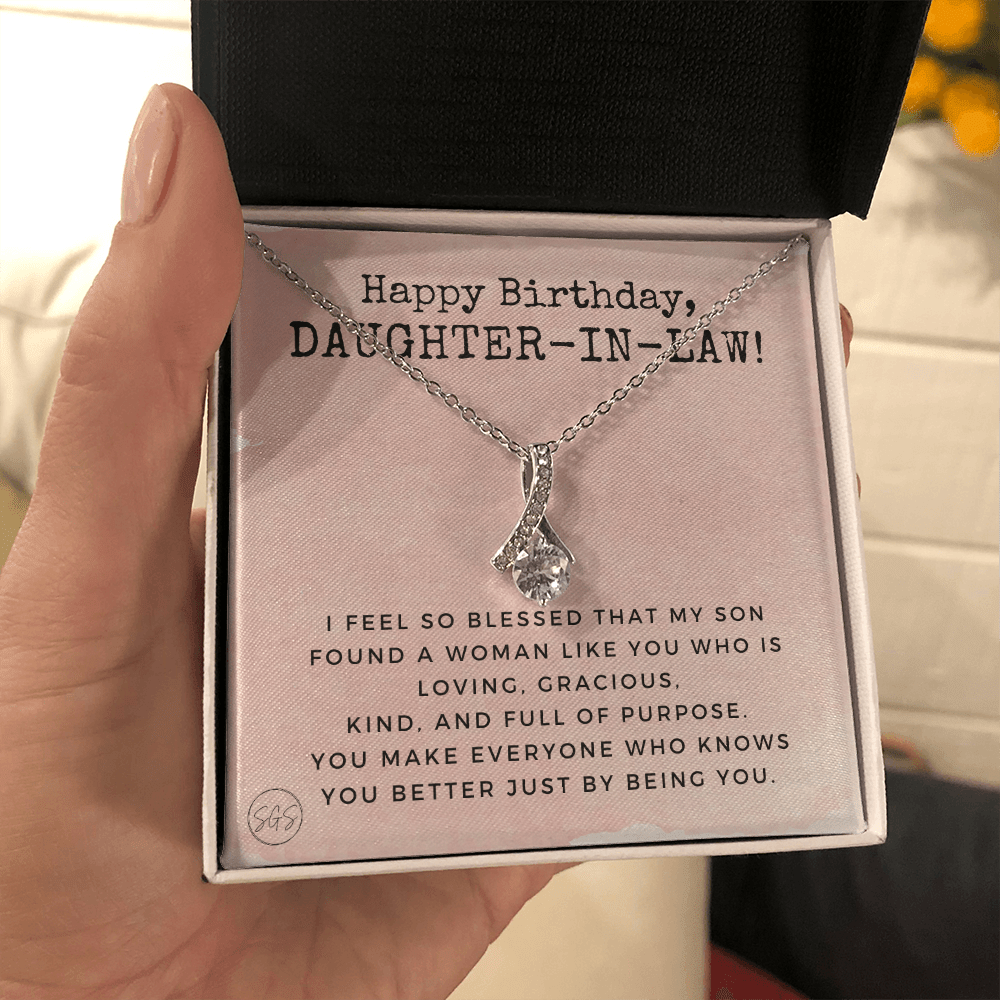 Happy Birthday,
DAUGHTER-IN-LAW!
I FEEL SO BLESSED THAT MY SON
FOUND A WOMAN LIKE YOU WHO IS
LOVING, GRACIOUS,
KIND, AND FULL OF PURPOSE.
YOU MAKE EVERYONE WHO KNOWS
YOU BETTER JUST BY BEING YOU.
SGS